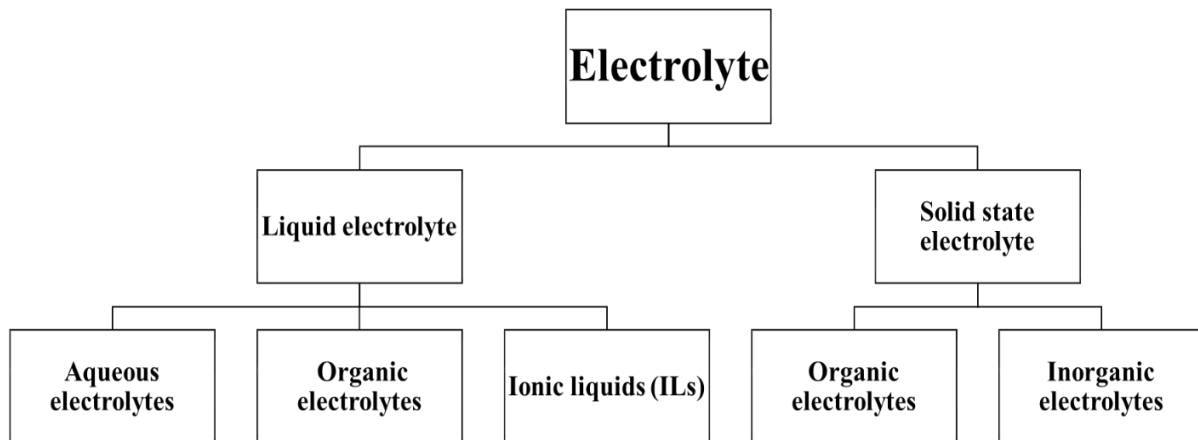 Electrolyte
Liquid electrolyte
Solid state
electrolyte
Aqueous
electrolytes
Organic
electrolytes
Ionic liquids (ILs)
Organic
electrolytes
Inorganic
electrolytes